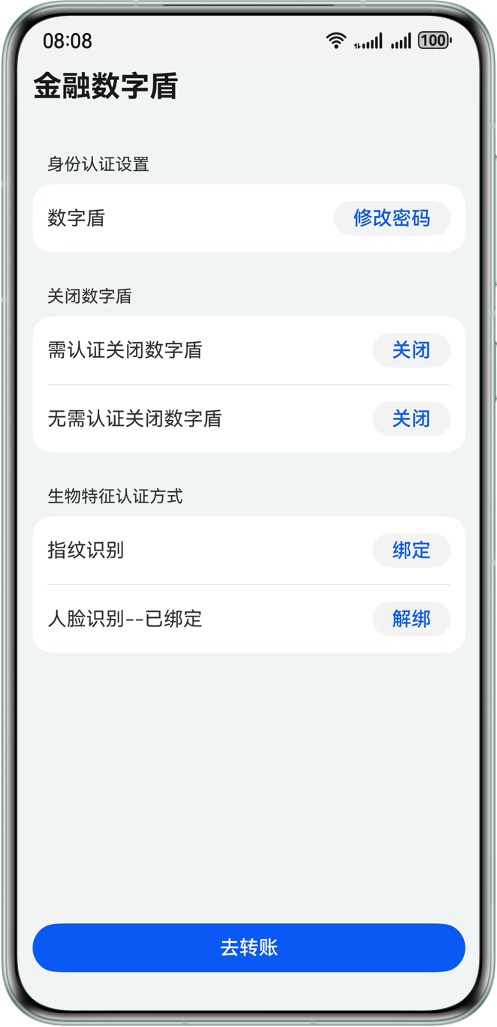 08:08
100
金融数字盾
身份认证设置
数字盾
修改密码
关闭数字盾
需认证关闭数字盾
关闭
无需认证关闭数字盾
关闭
生物特征认证方式
指纹识别
绑定
人脸识别--已绑定
解绑
去转账